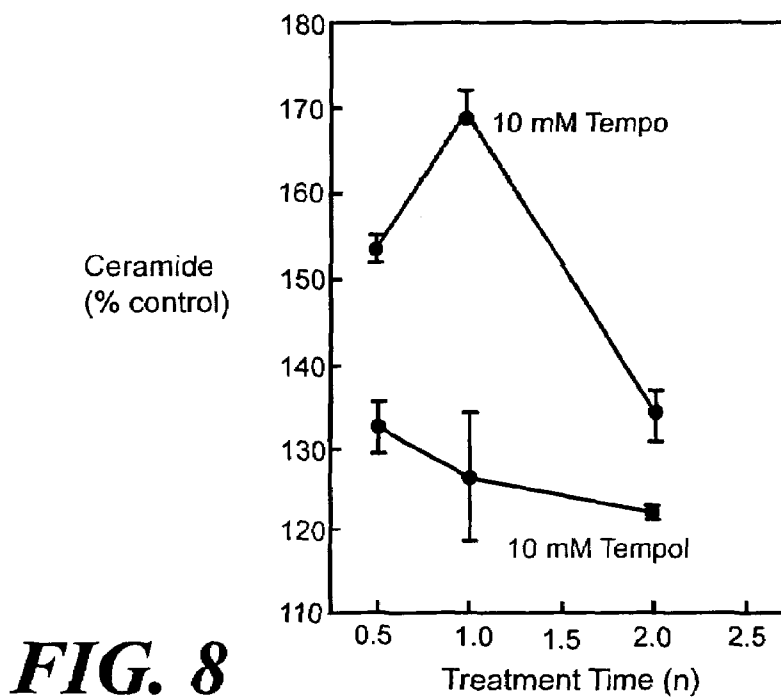 180
170
10 mM Tempo
160
Ceramide
(% control)
150
140
130
120
10 mM Tempol
110
0.5 1.0 1.5 2.0 2.5
FIG. 8
Treatment Time (n)